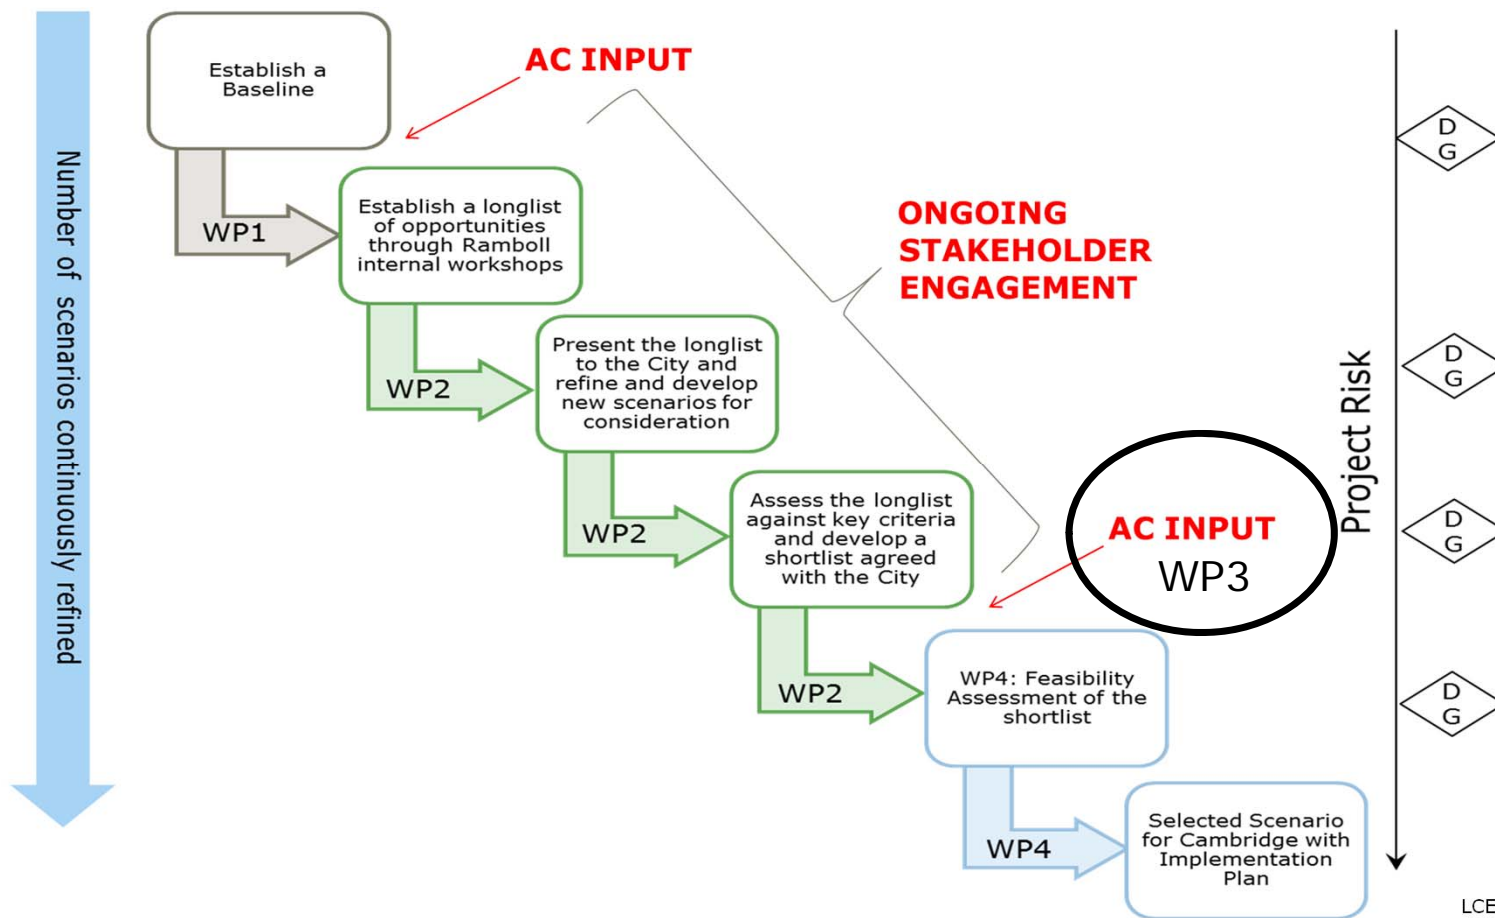 Establish a
Baseline
AC INPUT
WP1
Establish a longlist
of opportunities
through Ramboll
internal workshops
ONGOING
STAKEHOLDER
ENGAGEMENT
WP2
Present the longlist
to the City and
refine and develop
new scenarios for
consideration
WP2
Assess the longlist
against key criteria
and develop a
shortlist agreed
with the City
AC INPUT
WP3
WP2
WP4: Feasibility
Assessment of the
shortlist
WP4
Selected Scenario
for Cambridge with
Implementation
Plan
Number of scenarios continuously refined
Project Risk
D
G
D
G
D
G
D
G
LCE